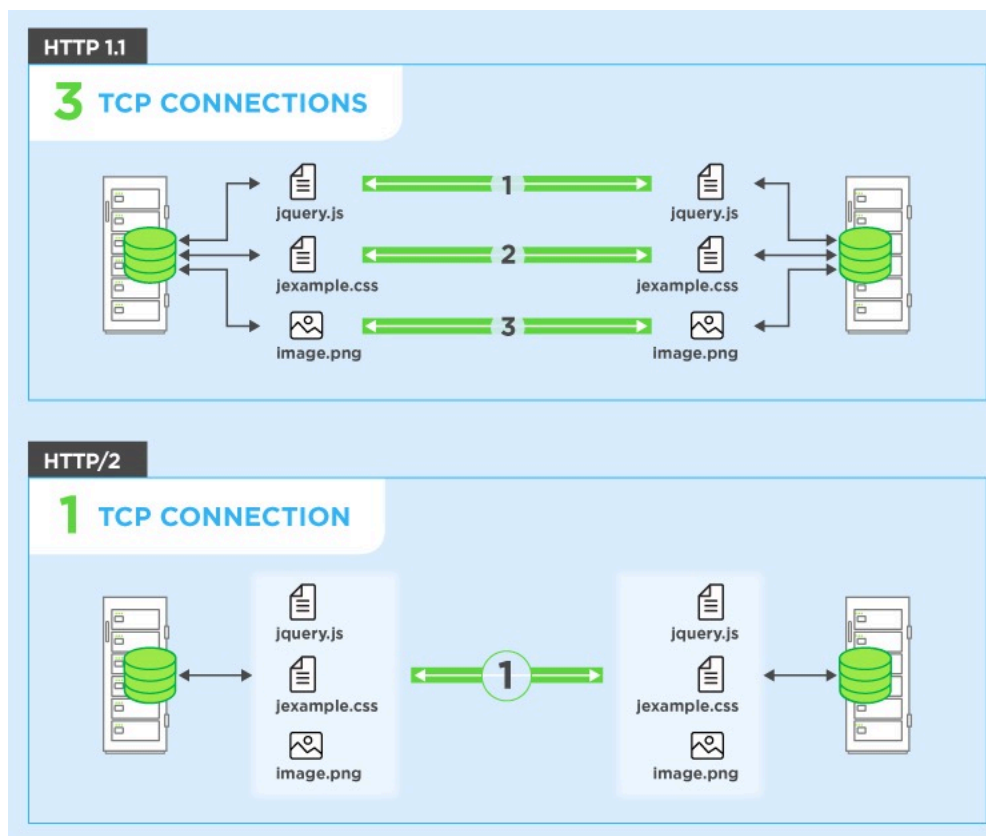 HTTP 1.1
3 TCP CONNECTIONS
jquery.js 1 jquery.js
jexample.css 2 jexample.css
image.png 3 image.png
HTTP/2
1 TCP CONNECTION
jquery.js jquery.js
jexample.css 1 jexample.css
image.png image.png